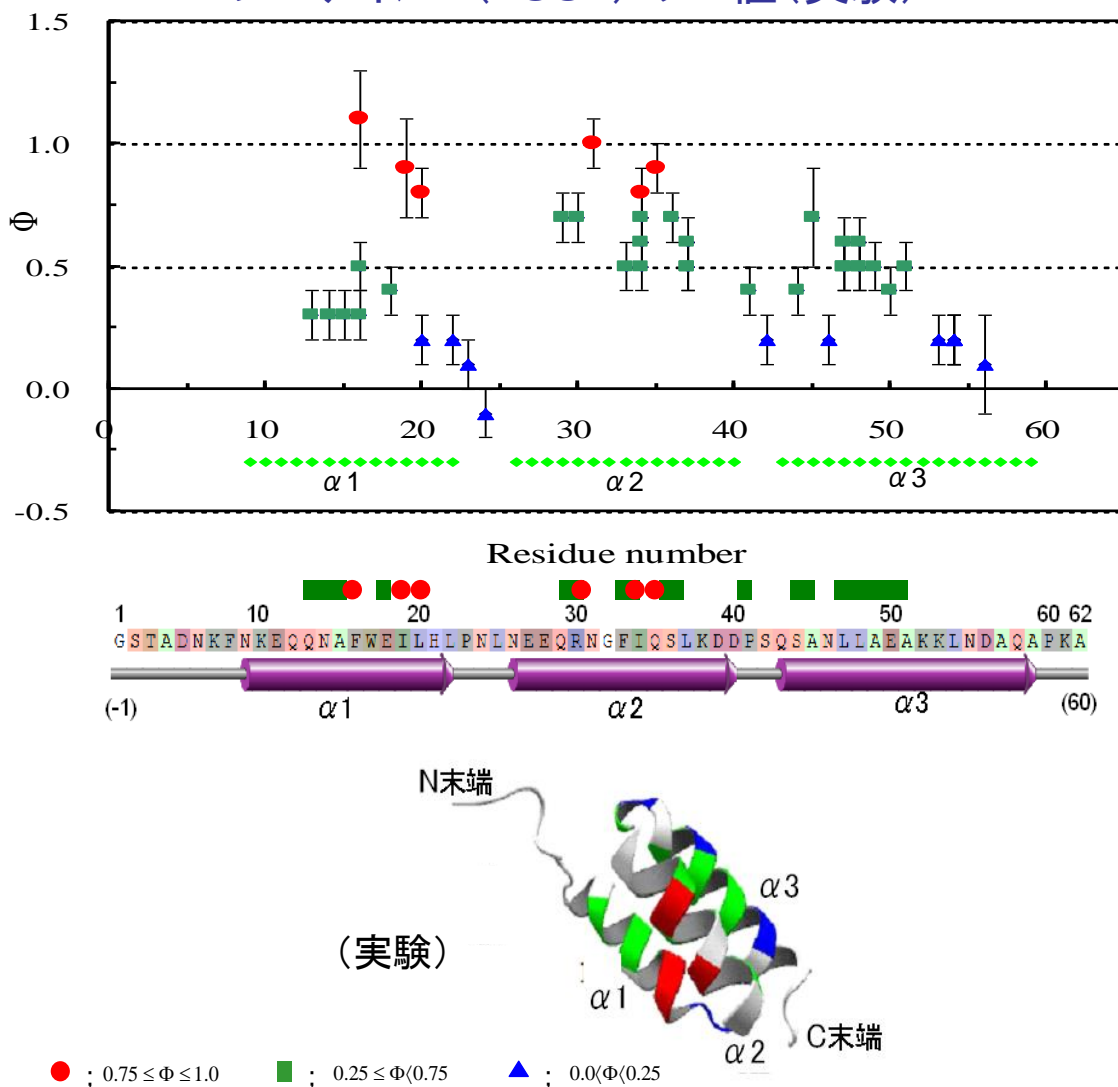 値(実験)
1.5
1.0
Φ
0.5
0.0
0 10 20 30 40 50 60
α1 α2 α3
-0.5
Residue number
1 10 20 30 40 50 60 62
GSTADNKFNKEQQNAFWEILHLPNLNEEQRNGFIQSLKDDPSQSANLLAEAKKLNDAQAPKA
(-1) α1 α2 α3 (60)
N末端
α3
(実験)
α1
C末端
α2
; 0.75 ≤ Φ ≤ 1.0 ; 0.25 ≤ Φ⟨0.75 ; 0.0⟨Φ⟨0.25